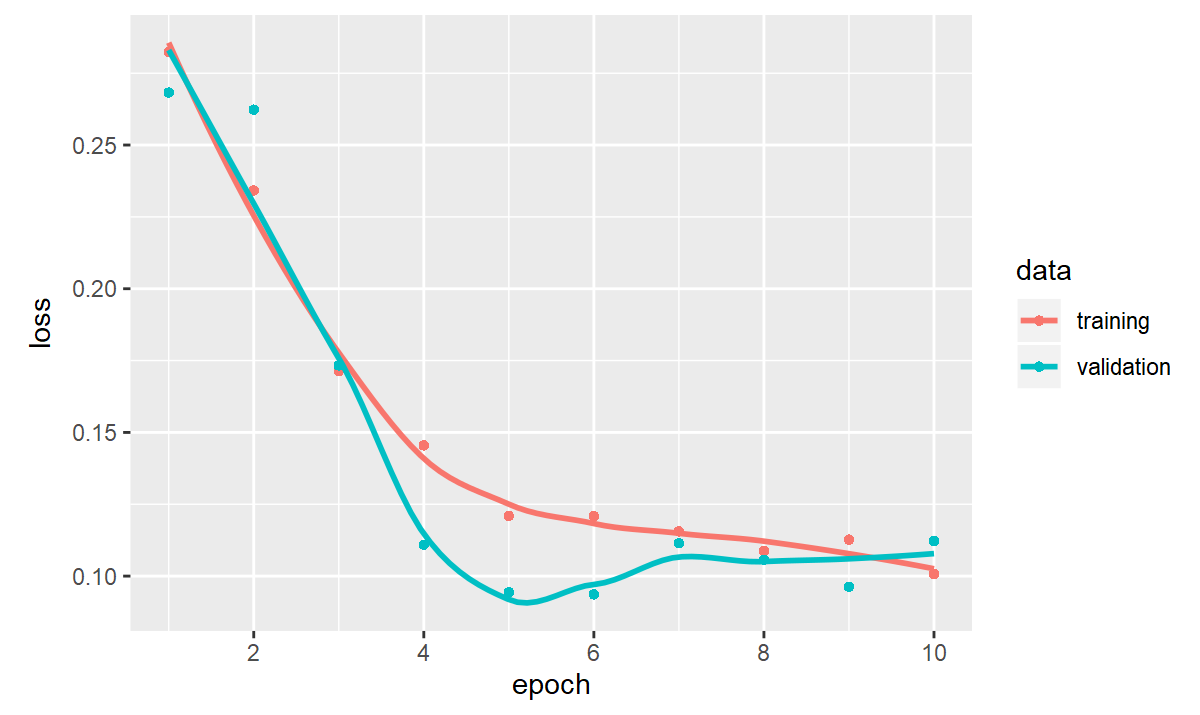 0.25
0.20
0.15
0.10
loss
2 4 6 8 10
epoch
data
training
validation